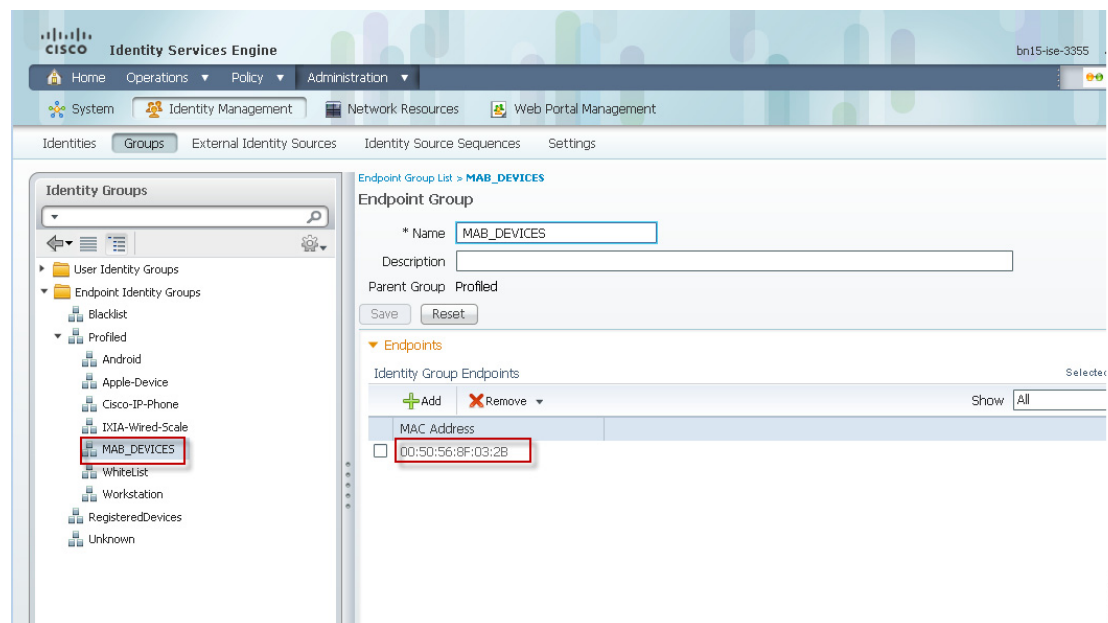 CISCO Identity Services Engine
bn15-ise-3355
Home Operations Policy Administration
System Identity Management Network Resources Web Portal Management
Identities Groups External Identity Sources Identity Source Sequences Settings
Identity Groups
User Identity Groups
Endpoint Identity Groups
Blacklist
Profiled
Android
Apple-Device
Cisco-IP-Phone
IXIA-Wired-Scale
MAB_DEVICES
WhiteList
Workstation
RegisteredDevices
Unknown
Endpoint Group List > MAB_DEVICES
Endpoint Group
* Name MAB_DEVICES
Description
Parent Group Profiled
Save Reset
Endpoints
Identity Group Endpoints
Selected
Add Remove Show All
MAC Address
00:50:56:8F:03:2B